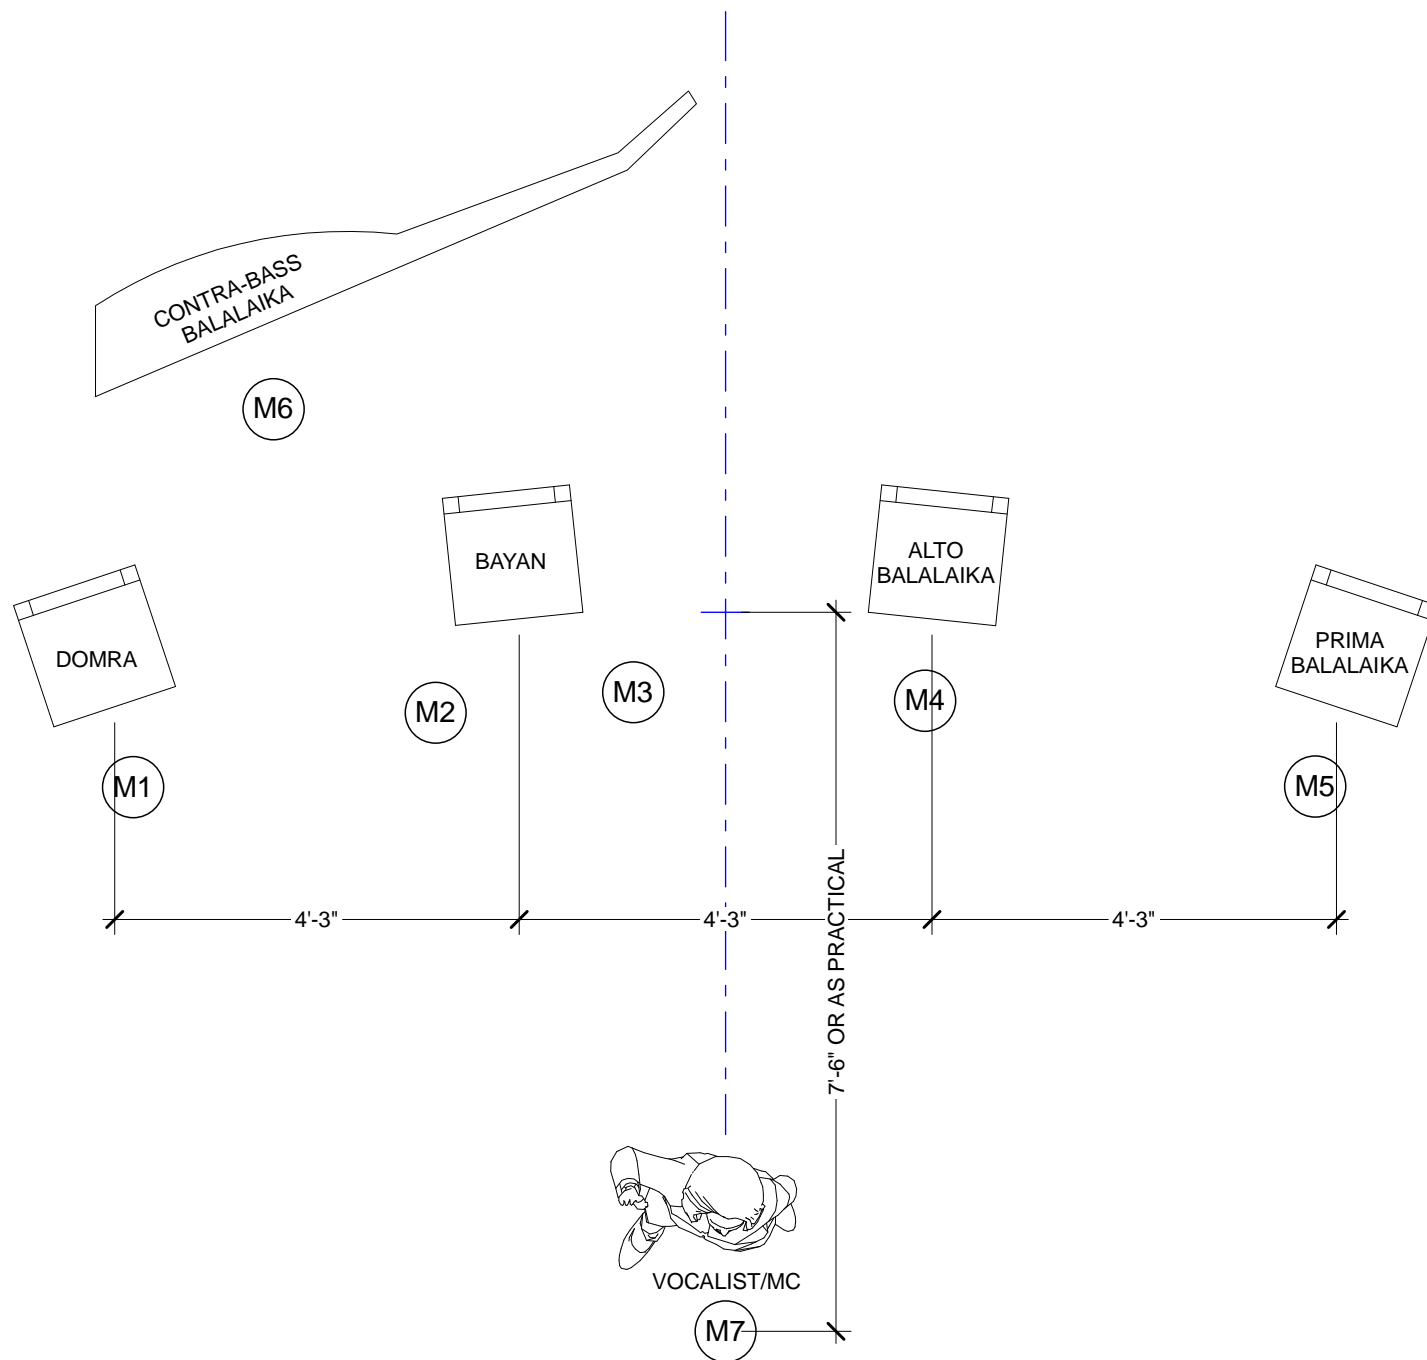 CONTRA-BASS
BALALAIKA
M6
BAYAN
ALTO
BALALAIKA
DOMRA
PRIMA
BALALAIKA
M2
M3
M4
M1
M5
4'-3"
4'-3"
4'-3"
7'-6" OR AS PRACTICAL
VOCALIST/MC
M7